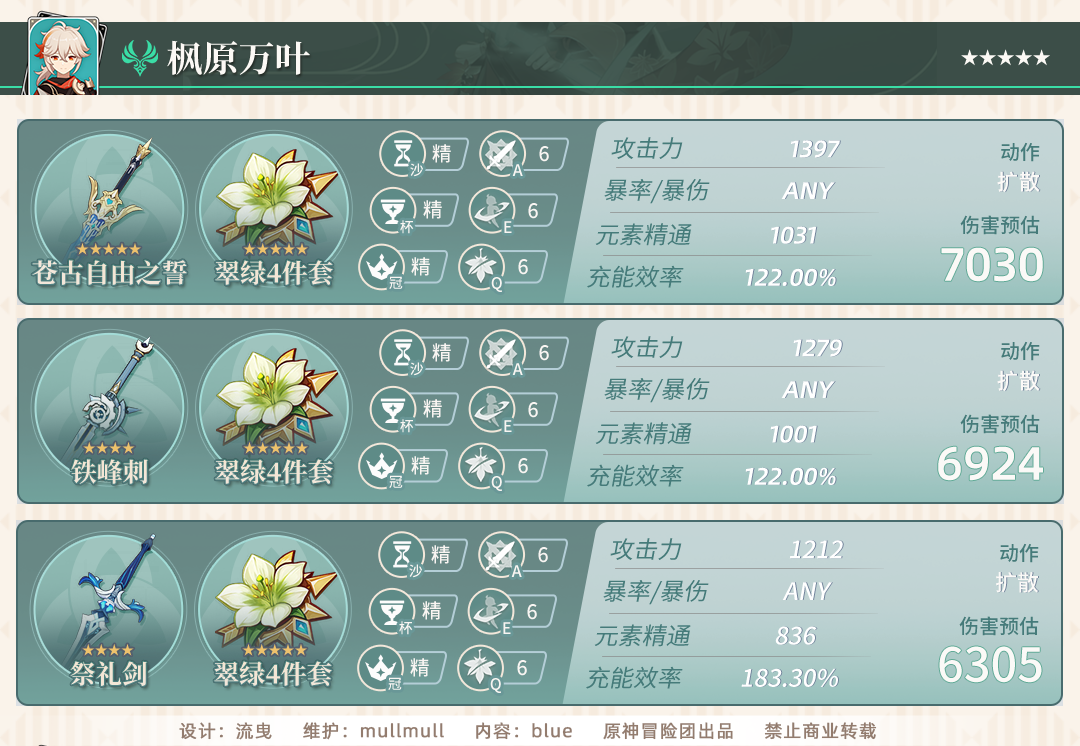 枫原万叶
★★★★★
苍古自由之誓
翠绿4件套
沙 精
A 6
杯 精
E 6
冠 精
Q 6
攻击力 1397
暴率/暴伤 ANY
元素精通 1031
充能效率 122.00%
动作
扩散
伤害预估
7030
铁峰刺
翠绿4件套
沙 精
A 6
杯 精
E 6
冠 精
Q 6
攻击力 1279
暴率/暴伤 ANY
元素精通 1001
充能效率 122.00%
动作
扩散
伤害预估
6924
祭礼剑
翠绿4件套
沙 精
A 6
杯 精
E 6
冠 精
Q 6
攻击力 1212
暴率/暴伤 ANY
元素精通 836
充能效率 183.30%
动作
扩散
伤害预估
6305
设计：流曳 维护：mullmull 内容：blue 原神冒险团出品 禁止商业转载